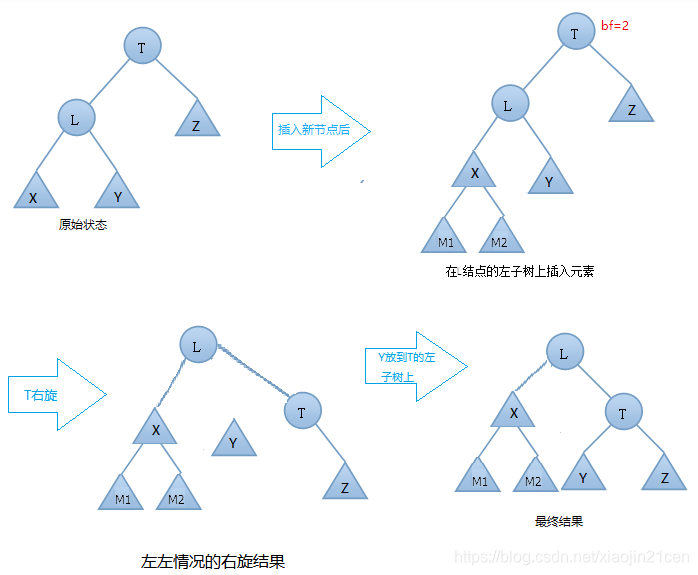 T
bf=2
T
L
Z
L
Z
X
Y
原始状态
插入新节点后
X
Y
M1
M2
在L结点的左子树上插入元素
T右旋
L
T
X
Y
M1
M2
Z
左左情况的右旋结果
Y放到T的左
子树上
L
X
T
M1
M2
Y
Z
最终结果
https://blog.csdn.net/xiaojin21cen